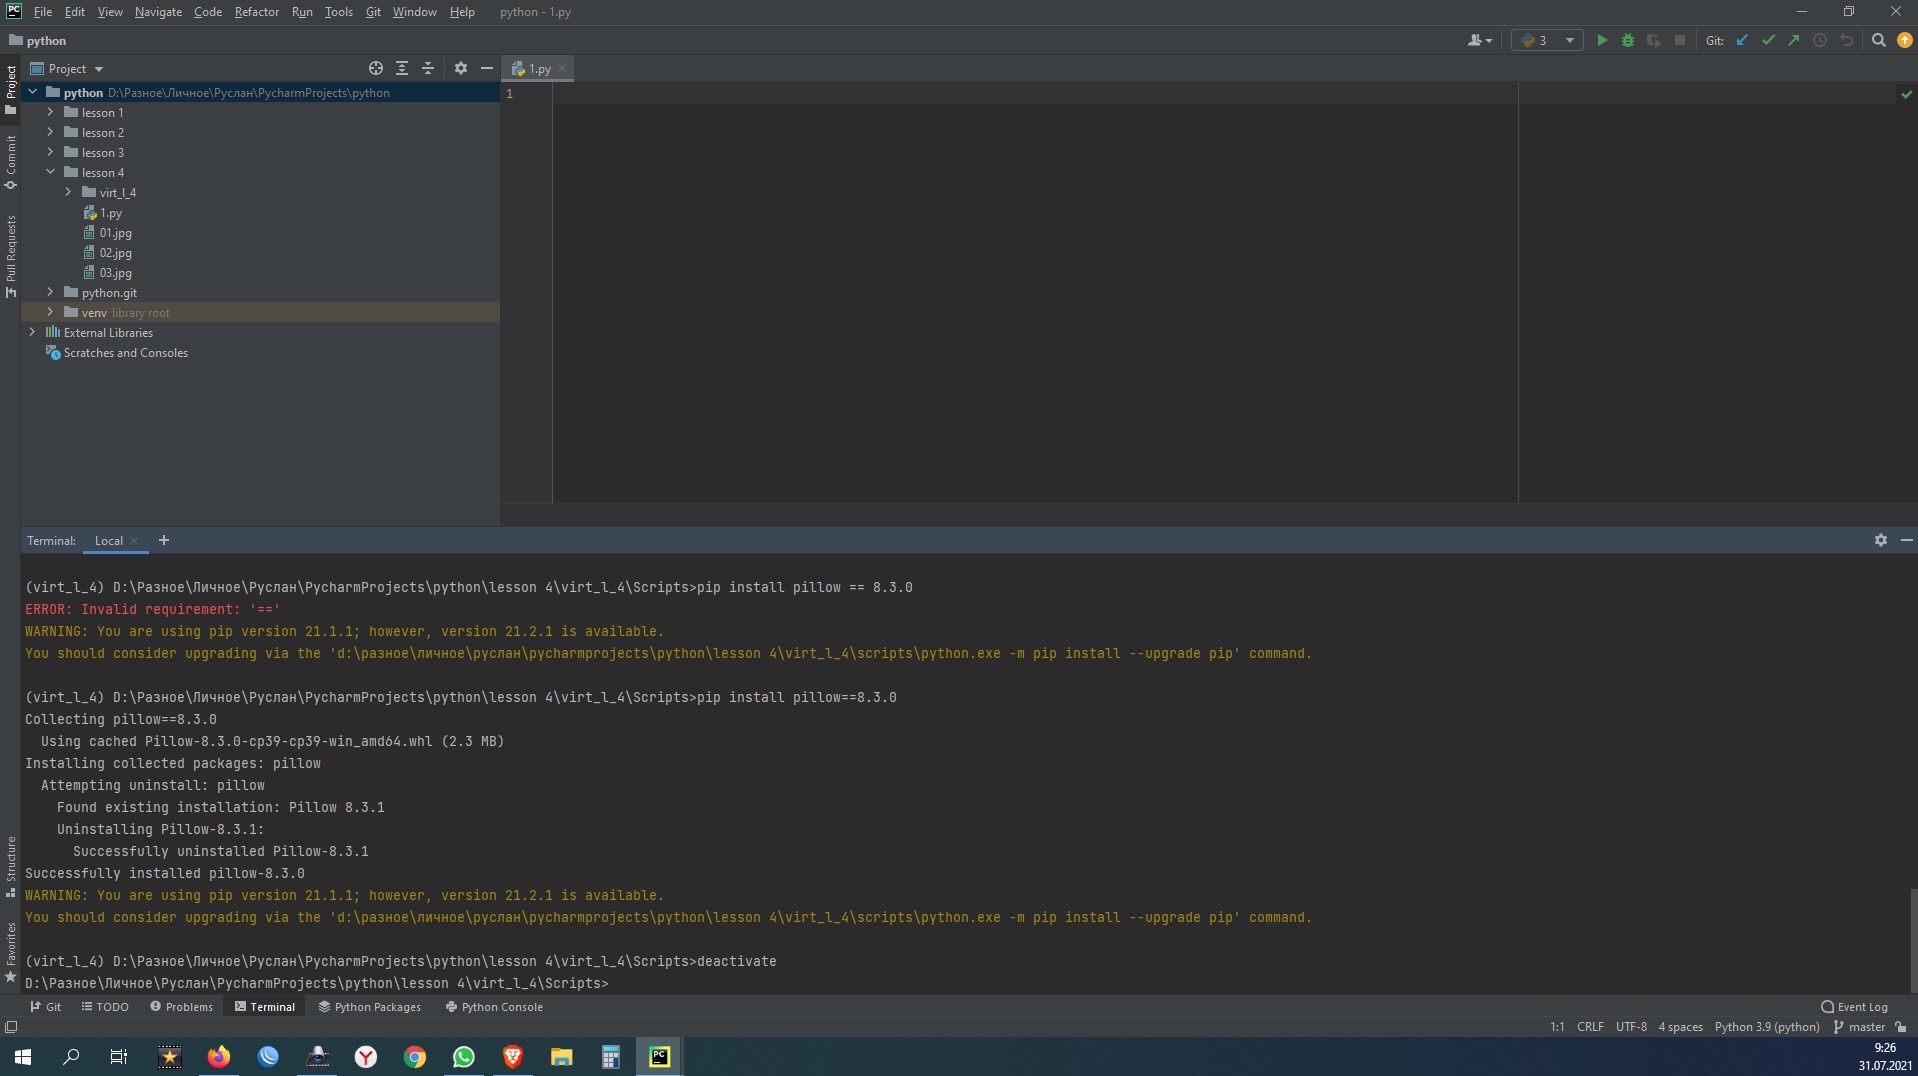 PC File Edit View Navigate Code Refactor Run Tools Git Window Help python - 1.py
python 3 Git:
Project 1.py
python D:\Разное\Личное\Руслан\PycharmProjects\python
1
lesson 1
lesson 2
lesson 3
lesson 4
virt_l_4
1.py
01.jpg
02.jpg
03.jpg
python.git
venv library root
External Libraries
Scratches and Consoles
Project
Commit
Pull Requests
Structure
Favorites
Terminal: Local
(virt_l_4) D:\Разное\Личное\Руслан\PycharmProjects\python\lesson 4\virt_l_4\Scripts>pip install pillow == 8.3.0
ERROR: Invalid requirement: '=='
WARNING: You are using pip version 21.1.1; however, version 21.2.1 is available.
You should consider upgrading via the 'd:\разное\личное\руслан\pycharmprojects\python\lesson 4\virt_l_4\scripts\python.exe -m pip install --upgrade pip' command.
(virt_l_4) D:\Разное\Личное\Руслан\PycharmProjects\python\lesson 4\virt_l_4\Scripts>pip install pillow==8.3.0
Collecting pillow==8.3.0
Using cached Pillow-8.3.0-cp39-cp39-win_amd64.whl (2.3 MB)
Installing collected packages: pillow
Attempting uninstall: pillow
Found existing installation: Pillow 8.3.1
Uninstalling Pillow-8.3.1:
Successfully uninstalled Pillow-8.3.1
Successfully installed pillow-8.3.0
WARNING: You are using pip version 21.1.1; however, version 21.2.1 is available.
You should consider upgrading via the 'd:\разное\личное\руслан\pycharmprojects\python\lesson 4\virt_l_4\scripts\python.exe -m pip install --upgrade pip' command.
(virt_l_4) D:\Разное\Личное\Руслан\PycharmProjects\python\lesson 4\virt_l_4\Scripts>deactivate
D:\Разное\Личное\Руслан\PycharmProjects\python\lesson 4\virt_l_4\Scripts>
Git TODO Problems Terminal Python Packages Python Console Event Log
1:1 CRLF UTF-8 4 spaces Python 3.9 (python) master
Y PC
9:26
31.07.2021